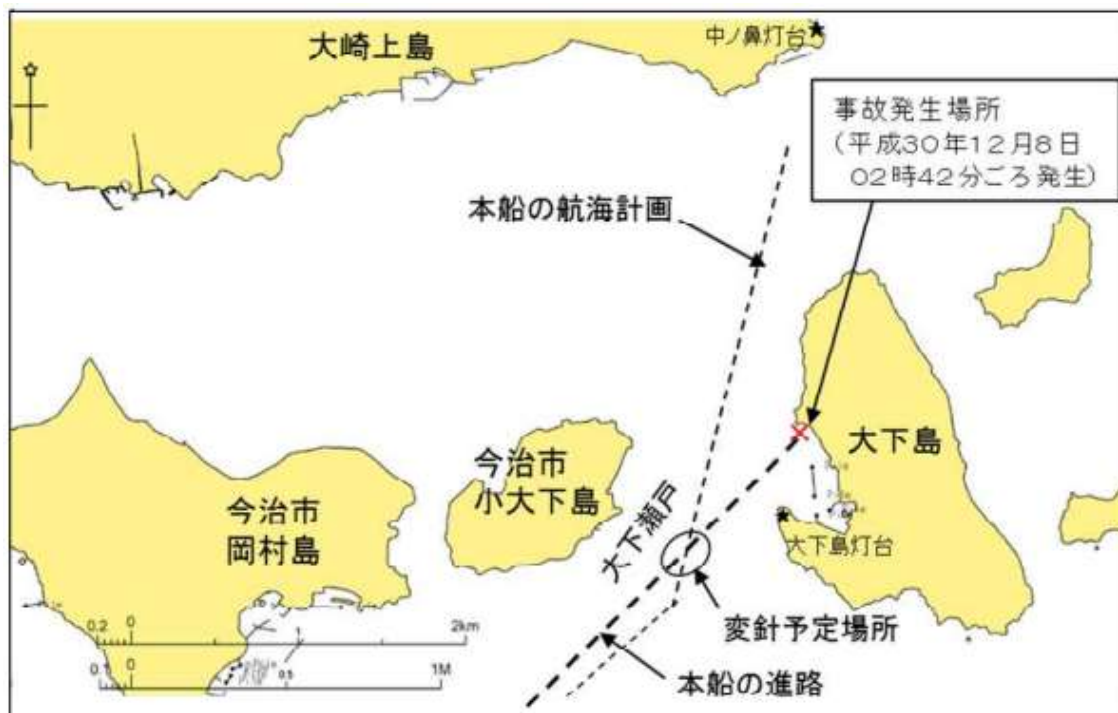 大崎上島
中ノ鼻灯台
事故発生場所
(平成30年12月8日
02時42分ごろ発生)
本船の航海計画
大下島
今治市
小大下島
今治市
岡村島
大下瀬戸
大下島灯台
変針予定場所
本船の進路
0.2 0 1 2km
0.1 0 0.5 1M